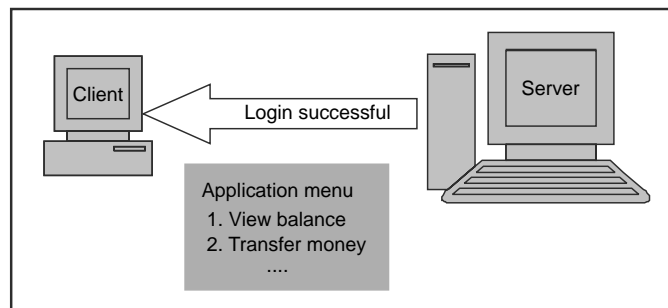 Client
Login successful
Server
Application menu
1. View balance
2. Transfer money
....